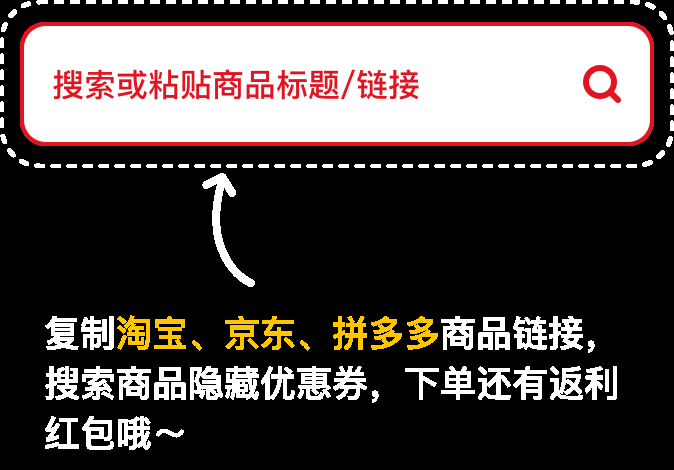 搜索或粘贴商品标题/链接
复制淘宝、京东、拼多多商品链接，
搜索商品隐藏优惠券，下单还有返利
红包哦～